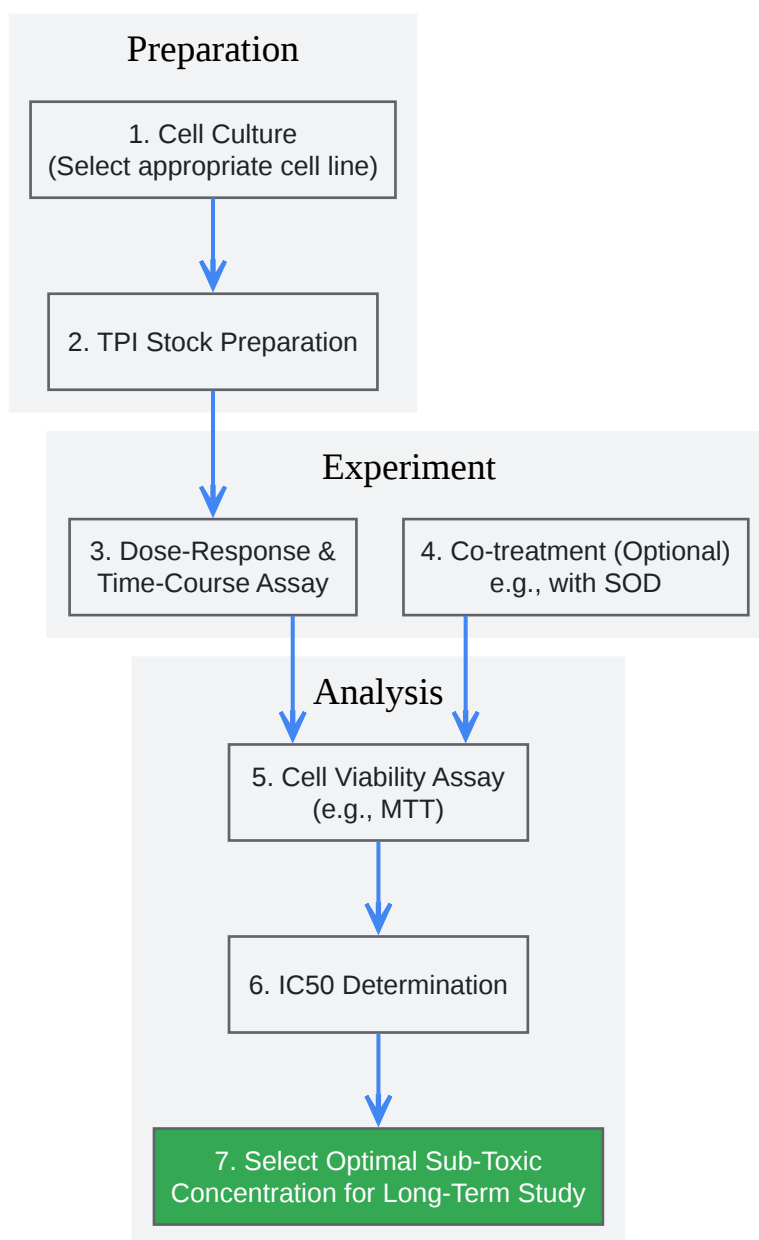 Preparation
1. Cell Culture
(Select appropriate cell line)
2. TPI Stock Preparation
Experiment
3. Dose-Response &
Time-Course Assay
4. Co-treatment (Optional)
e.g., with SOD
Analysis
5. Cell Viability Assay
(e.g., MTT)
6. IC50 Determination
7. Select Optimal Sub-Toxic
Concentration for Long-Term Study